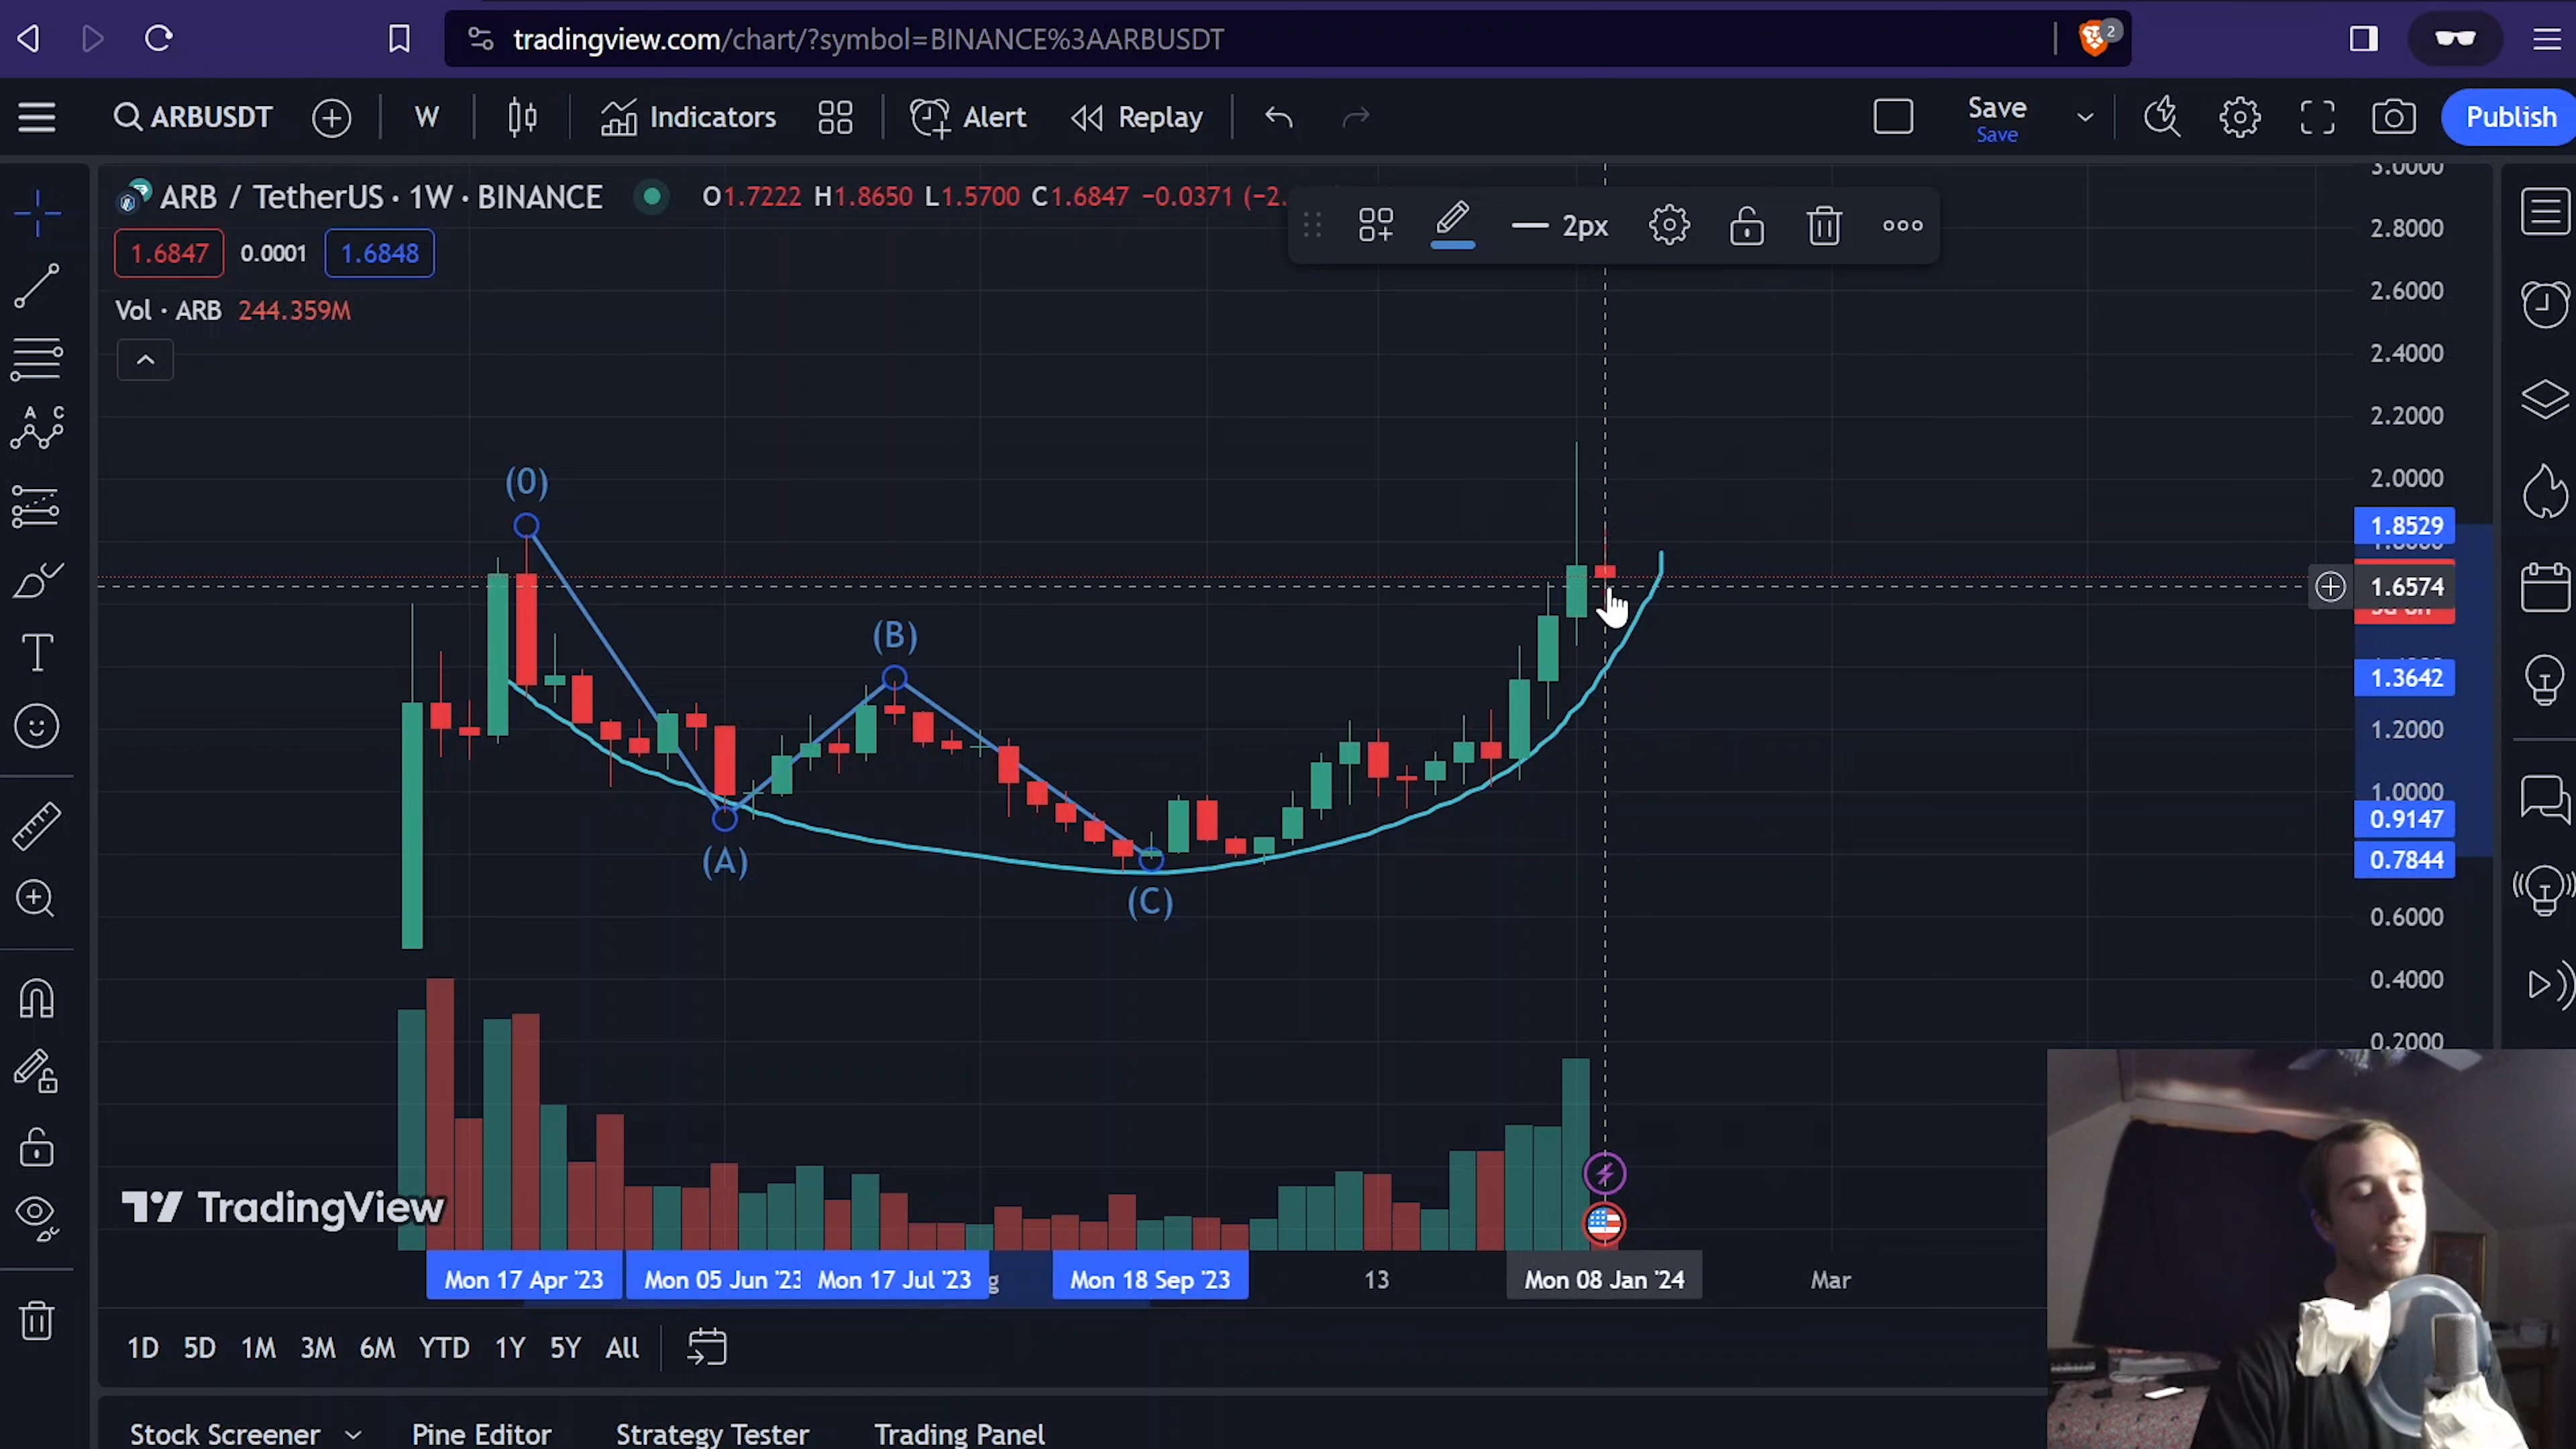 tradingview.com/chart/?symbol=BINANCE%3AARBUSDT
2
ARBUSDT
W
Indicators
Alert
Replay
Save
Save
Publish
ARB / TetherUS · 1W · BINANCE
O1.7222 H1.8650 L1.5700 C1.6847 −0.0371 (−2.
1.6847
0.0001
1.6848
Vol · ARB 244.359M
2px
A C
T
(0)
(A)
(B)
(C)
3.0000
2.8000
2.6000
2.4000
2.2000
2.0000
1.8529
1.6574
1.3642
1.2000
1.0000
0.9147
0.7844
0.6000
0.4000
0.2000
TradingView
Mon 17 Apr '23
Mon 05 Jun '23
Mon 17 Jul '23
g
Mon 18 Sep '23
13
Mon 08 Jan '24
Mar
1D 5D 1M 3M 6M YTD 1Y 5Y All
Stock Screener
Pine Editor
Strategy Tester
Trading Panel